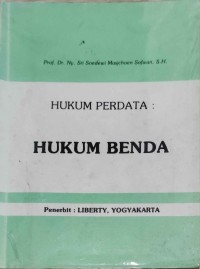 Prof. Dr. Ny. Sri Soedewi Masjchoen Sofwan. S.H
HUKUM PERDATA :
HUKUM BENDA
Penerbit : LIBERTY, YOGYAKARTA